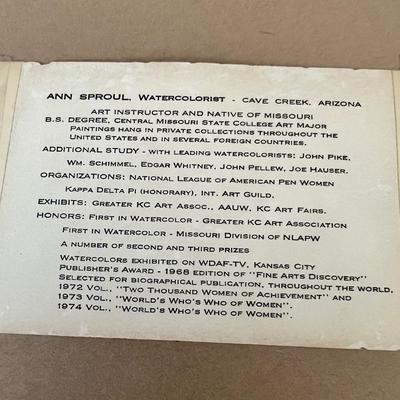 ANN SPROUL, WATERCOLORIST - CAVE CREEK, ARIZONA
ART INSTRUCTOR AND NATIVE OF MISSOURI
B.S. DEGREE, CENTRAL MISSOURI STATE COLLEGE ART MAJOR
PAINTINGS HANG IN PRIVATE COLLECTIONS THROUGHOUT THE
UNITED STATES AND IN SEVERAL FOREIGN COUNTRIES.
ADDITIONAL STUDY - WITH LEADING WATERCOLORISTS: JOHN PIKE,
WM. SCHIMMEL, EDGAR WHITNEY, JOHN PELLEW, JOE HAUSER.
ORGANIZATIONS: NATIONAL LEAGUE OF AMERICAN PEN WOMEN
KAPPA DELTA PI (HONORARY), INT. ART GUILD.
EXHIBITS: GREATER KC ART ASSOC., AAUW, KC ART FAIRS.
HONORS: FIRST IN WATERCOLOR - GREATER KC ART ASSOCIATION
FIRST IN WATERCOLOR - MISSOURI DIVISION OF NLAPW
A NUMBER OF SECOND AND THIRD PRIZES
WATERCOLORS EXHIBITED ON WDAF-TV, KANSAS CITY
PUBLISHER'S AWARD - 1968 EDITION OF "FINE ARTS DISCOVERY"
SELECTED FOR BIOGRAPHICAL PUBLICATION, THROUGHOUT THE WORLD,
1972 VOL., "TWO THOUSAND WOMEN OF ACHIEVEMENT" AND
1973 VOL., "WORLD'S WHO'S WHO OF WOMEN".
1974 VOL., "WORLD'S WHO'S WHO OF WOMEN".